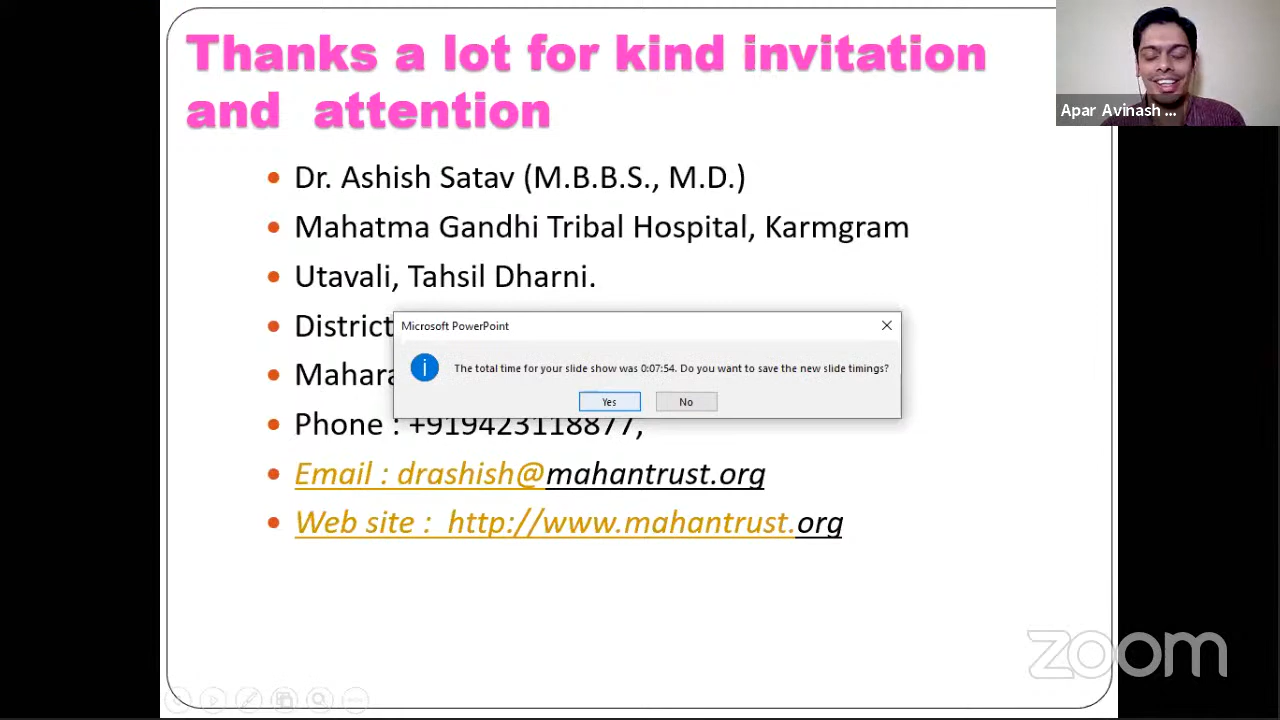 Thanks a lot for kind invitation
and attention
Apar Avinash ...
Dr. Ashish Satav (M.B.B.S., M.D.)
Mahatma Gandhi Tribal Hospital, Karmgram
Utavali, Tahsil Dharni.
District
Microsoft PowerPoint
The total time for your slide show was 0:07:54. Do you want to save the new slide timings?
Yes No
Phone : +919423118877,
Email : drashish@mahantrust.org
Web site : http://www.mahantrust.org
zoom